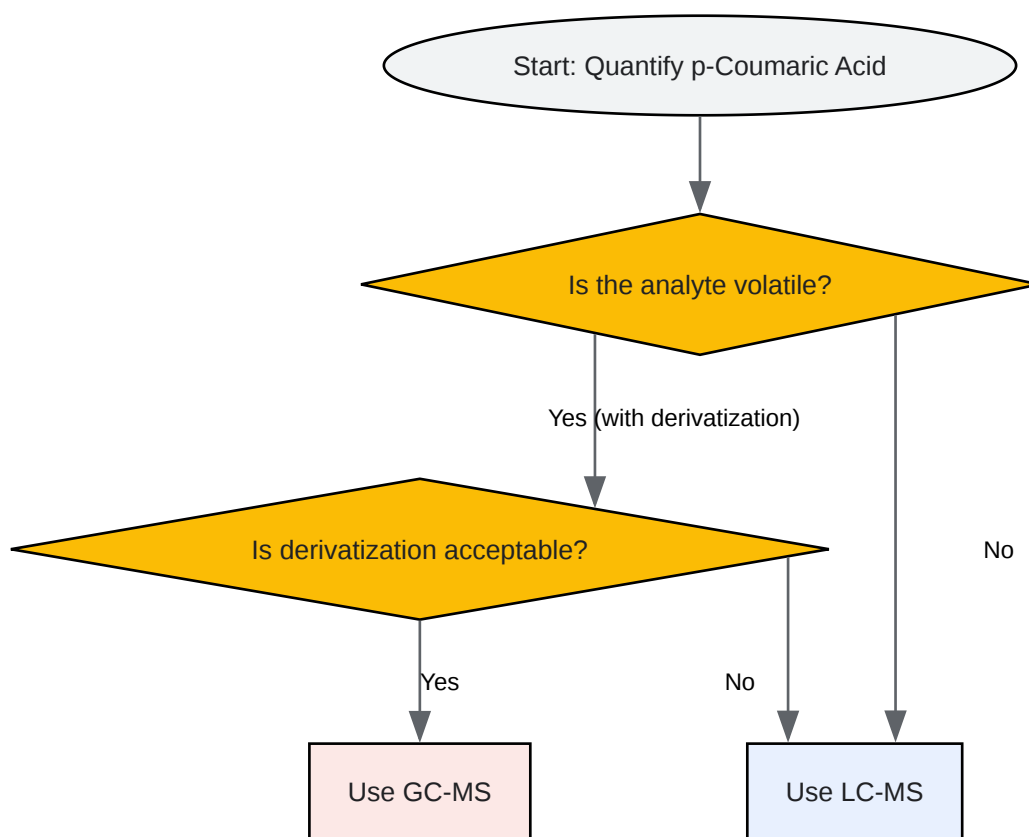 Start: Quantify p-Coumaric Acid
Is the analyte volatile?
Yes (with derivatization)
Is derivatization acceptable?
No
Yes
No
Use GC-MS
Use LC-MS